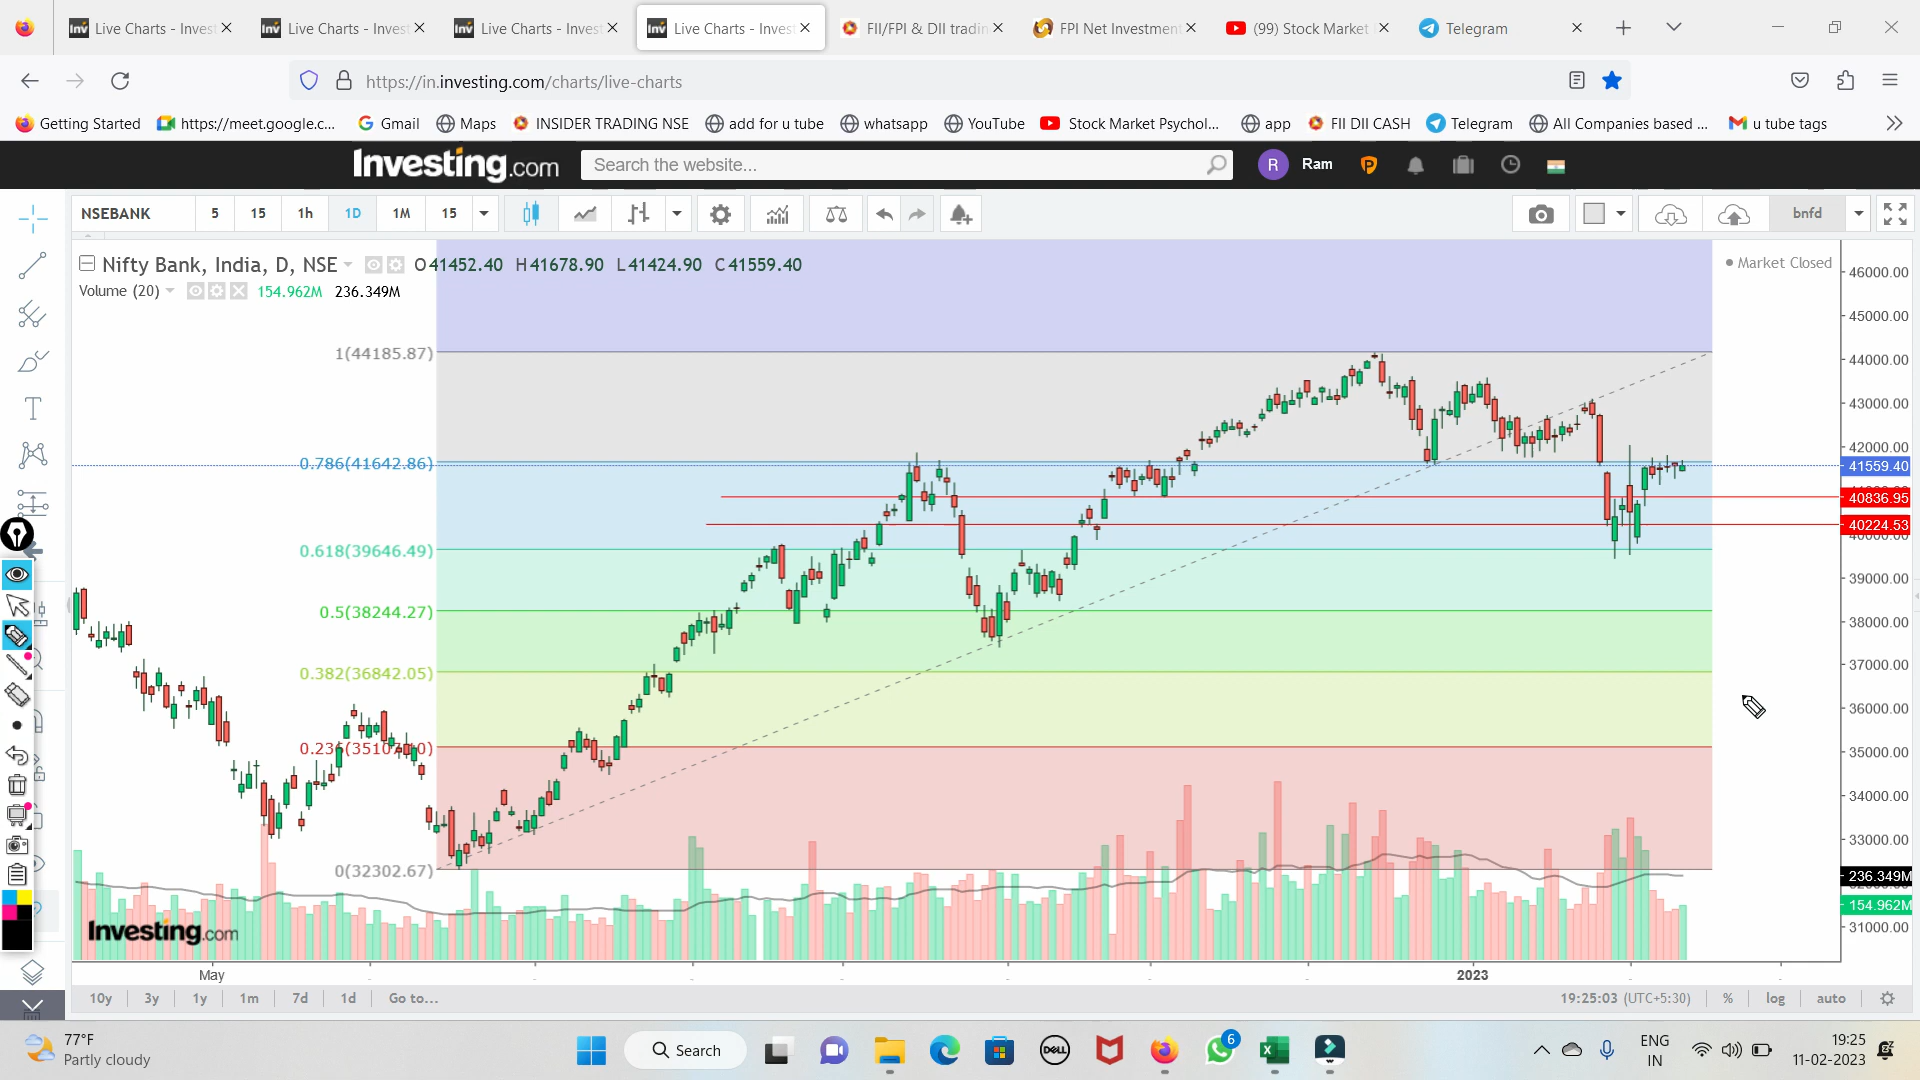 Live Charts - Invest
Live Charts - Invest
Live Charts - Invest
Live Charts - Invest
FII/FPI & DII tradin
FPI Net Investment
(99) Stock Market
Telegram
https://in.investing.com/charts/live-charts
Getting Started
https://meet.google.c...
Gmail
Maps
INSIDER TRADING NSE
add for u tube
whatsapp
YouTube
Stock Market Psychol...
app
FII DII CASH
Telegram
All Companies based ...
u tube tags
Investing.com
Search the website...
R
Ram
NSEBANK
5
15
1h
1D
1M
15
bnfd
Nifty Bank, India, D, NSE
O41452.40 H41678.90 L41424.90 C41559.40
Market Closed
Volume (20)
154.962M
236.349M
1(44185.87)
0.786(41642.86)
0.618(39646.49)
0.5(38244.27)
0.382(36842.05)
0(32302.67)
46000.00
45000.00
44000.00
43000.00
42000.00
41559.40
40836.95
40224.53
39000.00
38000.00
37000.00
36000.00
35000.00
34000.00
33000.00
236.349M
154.962M
31000.00
Investing.com
May
2023
10y
3y
1y
1m
7d
1d
Go to...
19:25:03 (UTC+5:30)
%
log
auto
77°F
Partly cloudy
Search
DELL
6
ENG
IN
19:25
11-02-2023